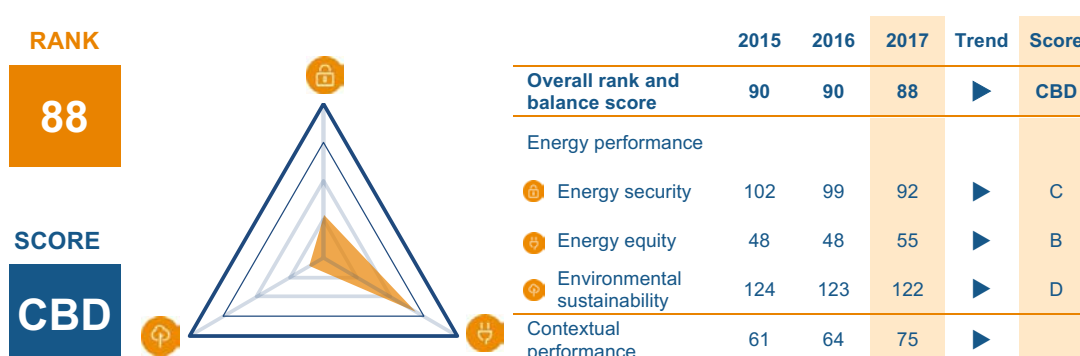 RANK
88
SCORE
CBD
2015 2016 2017 Trend Score
Overall rank and
balance score 90 90 88 CBD
Energy performance
Energy security 102 99 92 C
Energy equity 48 48 55 B
Environmental
sustainability 124 123 122 D
Contextual
performance 61 64 75